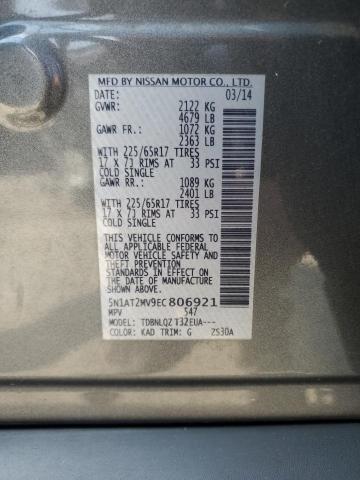 MFD BY NISSAN MOTOR CO., LTD.
DATE: 03/14
GVWR: 2122 KG
4679 LB
GAWR FR.: 1072 KG
2363 LB
WITH 225/65R17 TIRES
17 X 7J RIMS AT 33 PSI
COLD SINGLE
GAWR RR.: 1089 KG
2401 LB
WITH 225/65R17 TIRES
17 X 7J RIMS AT 33 PSI
COLD SINGLE
THIS VEHICLE CONFORMS TO ALL
APPLICABLE FEDERAL
MOTOR VEHICLE SAFETY
STANDARDS IN EFFECT ON
THE DATE OF MANUFACTURE
SHOWN ABOVE.
5N1AT2MV9EC806921
MPV 547
MODEL: TDBNLQZ T32EUA---
COLOR: KAD TRIM: G ZS30A